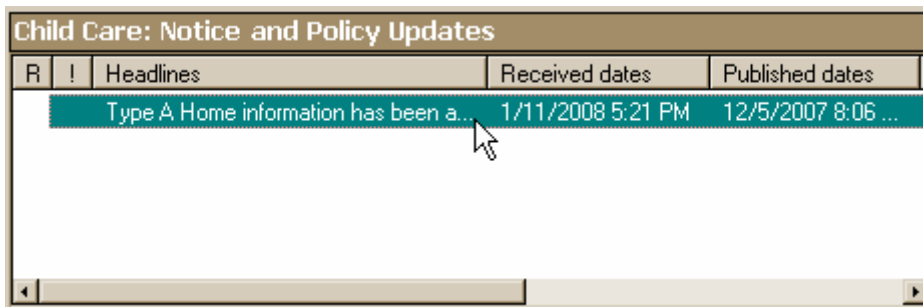 Child Care: Notice and Policy Updates
R ! Headlines Received dates Published dates
Type A Home information has been a... 1/11/2008 5:21 PM 12/5/2007 8:06 ...